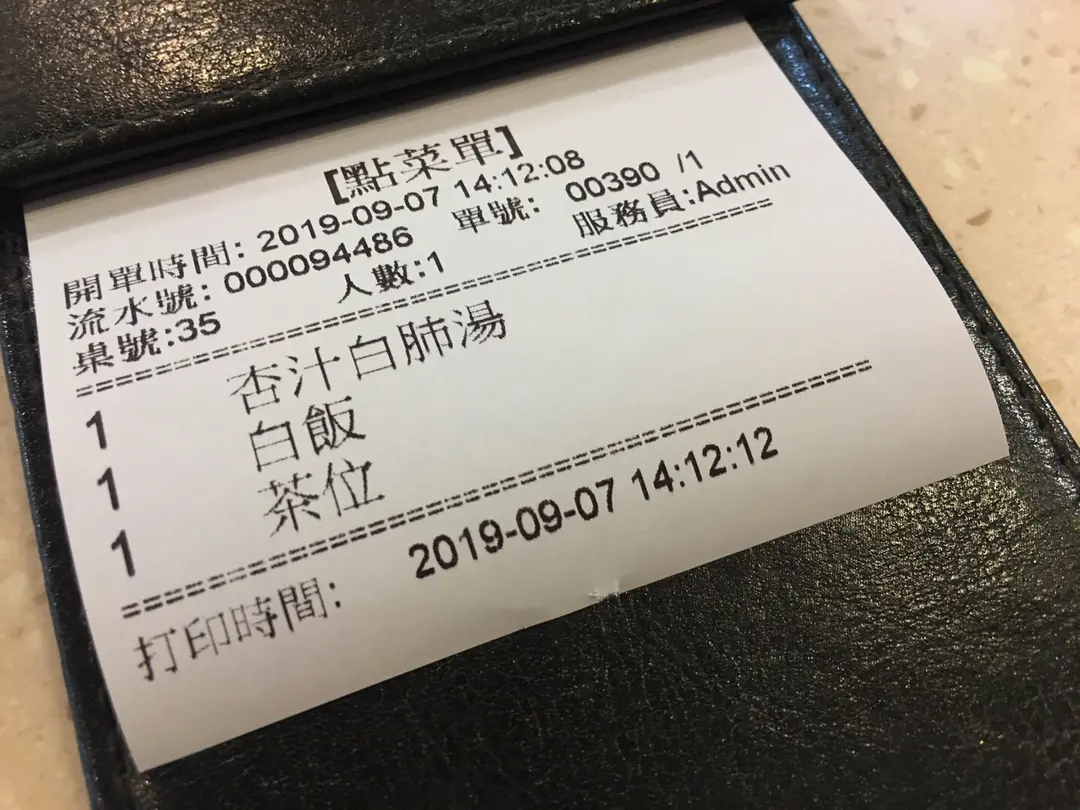 [點菜單]
開單時間: 2019-09-07 14:12:08
流水號: 000094486 單號: 00390 /1
桌號:35 人數:1 服務員:Admin
1 杏汁白肺湯
1 白飯
1 茶位
打印時間: 2019-09-07 14:12:12